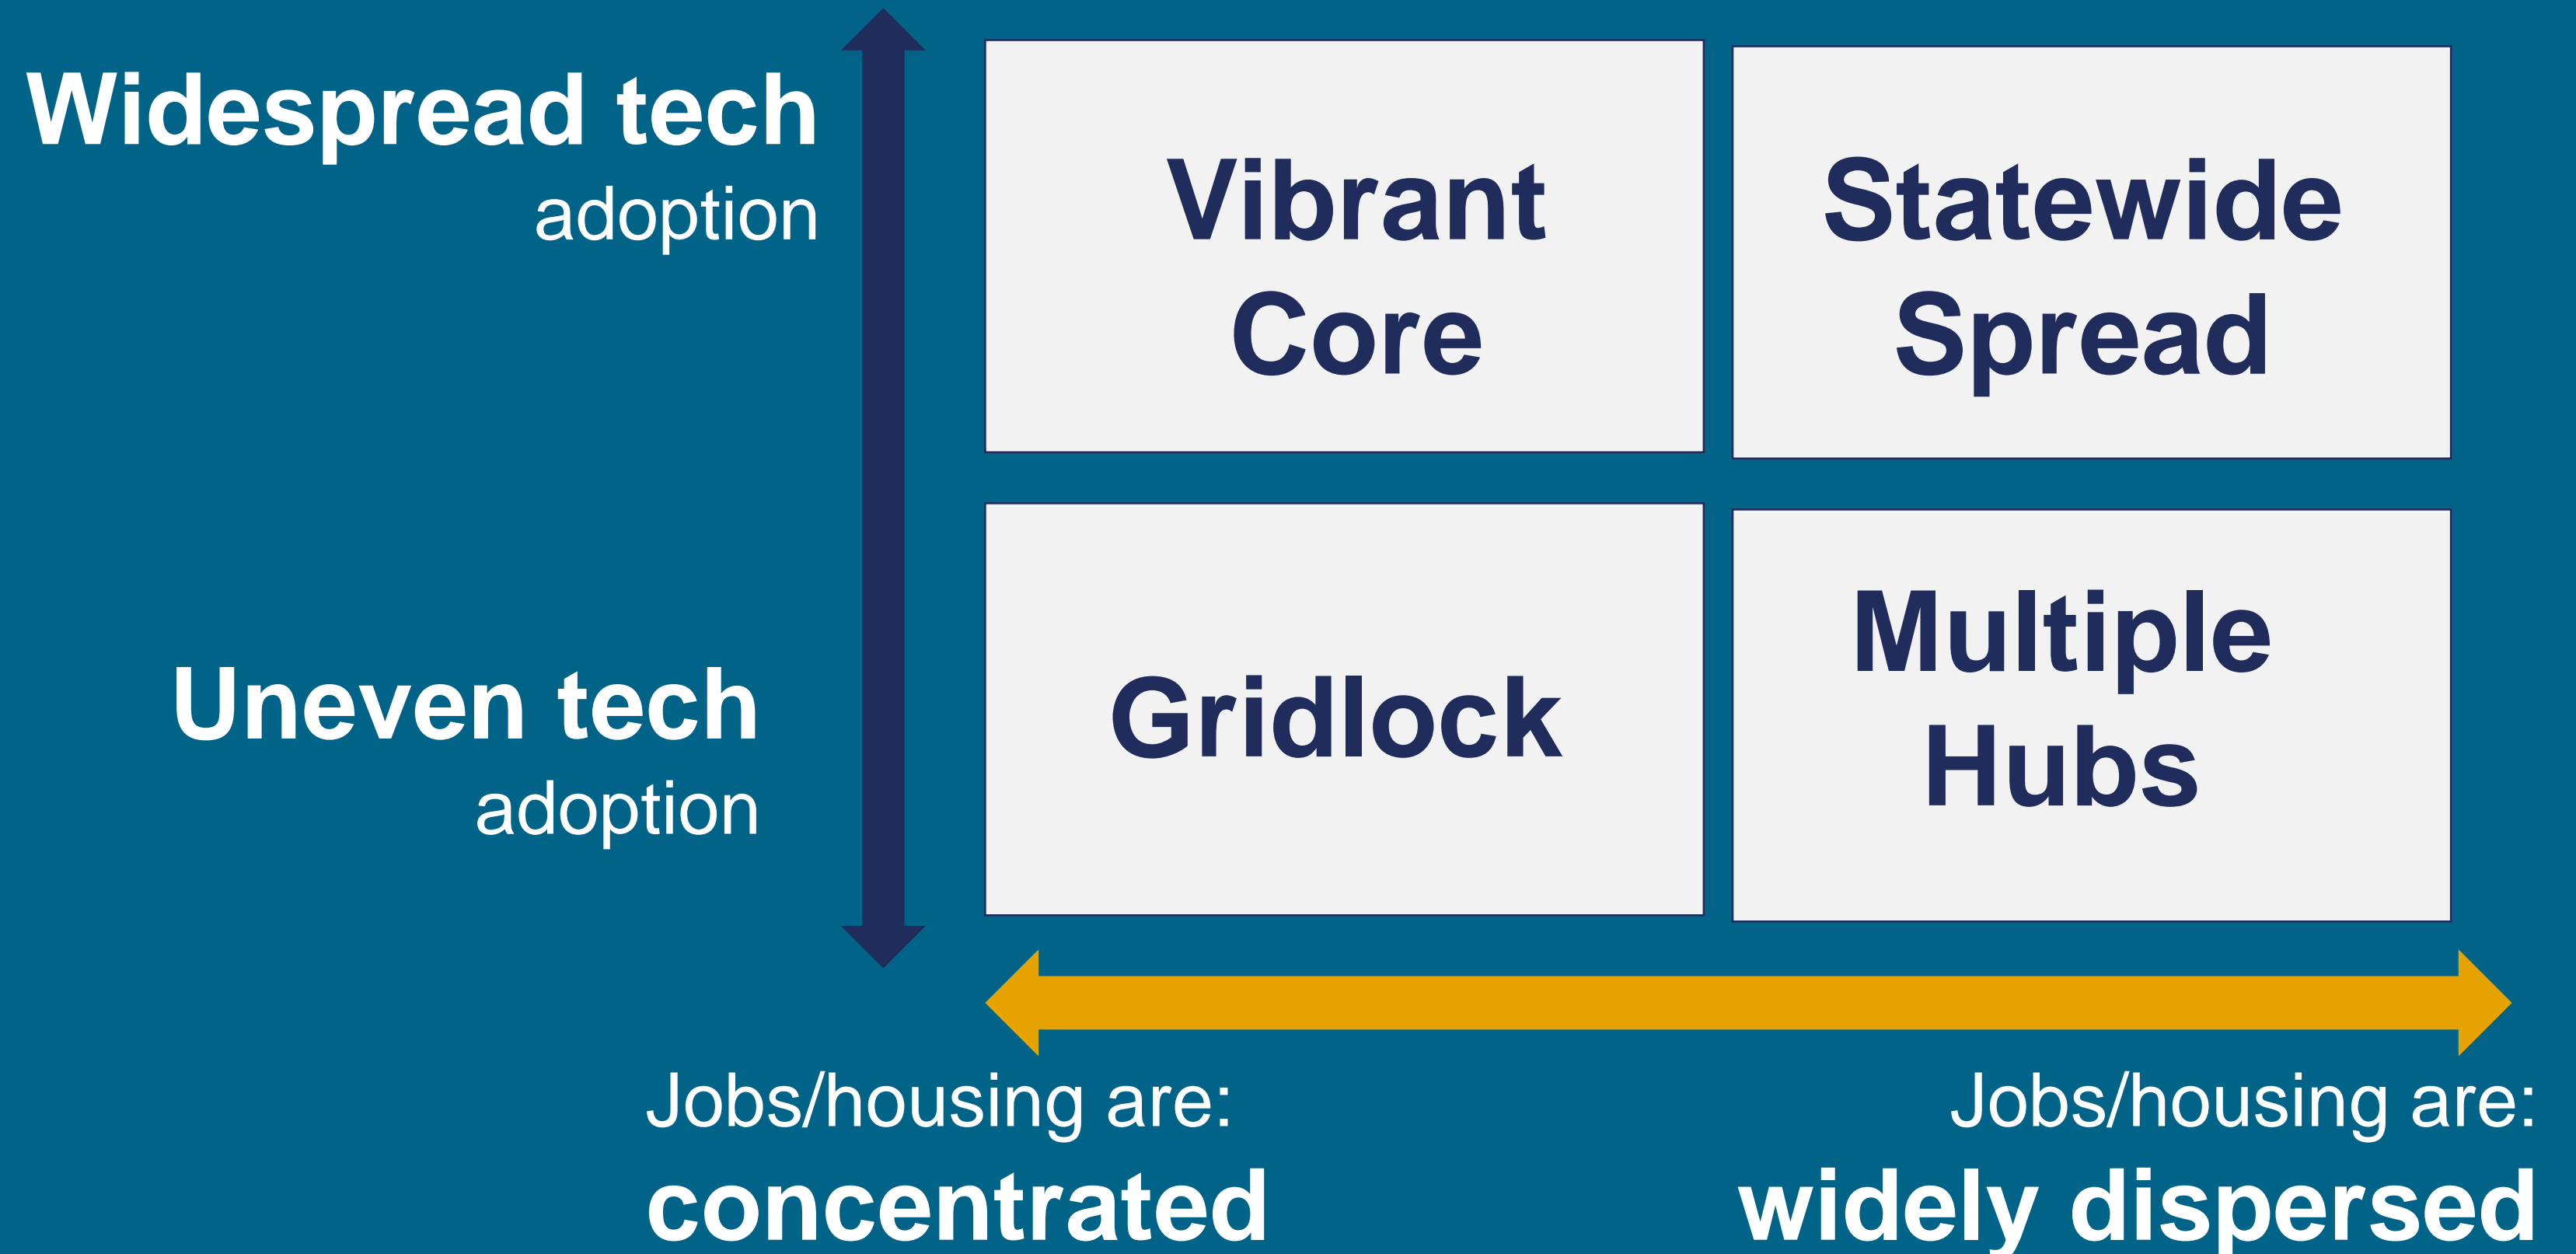 Widespread tech
adoption
Vibrant
Core
Statewide
Spread
Uneven tech
adoption
Gridlock
Multiple
Hubs
Jobs/housing are:
concentrated
Jobs/housing are:
widely dispersed